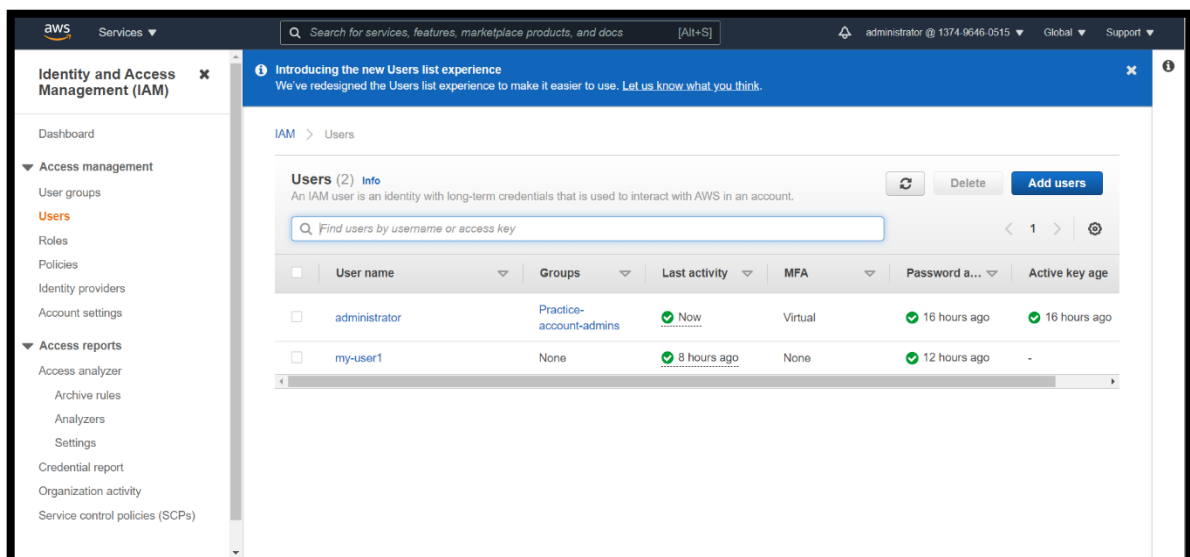 aws Services ▼ Search for services, features, marketplace products, and docs [Alt+S] administrator @ 1374-9646-0515 ▼ Global ▼ Support ▼
Identity and Access
Management (IAM)
Dashboard
Access management
User groups
Users
Roles
Policies
Identity providers
Account settings
Access reports
Access analyzer
Archive rules
Analyzers
Settings
Credential report
Organization activity
Service control policies (SCPs)
Introducing the new Users list experience
We've redesigned the Users list experience to make it easier to use. Let us know what you think.
IAM > Users
Users (2) Info
An IAM user is an identity with long-term credentials that is used to interact with AWS in an account.
Delete Add users
Find users by username or access key
< 1 >
User name Groups Last activity MFA Password a... Active key age
administrator Practice-account-admins Now Virtual 16 hours ago 16 hours ago
my-user1 None 8 hours ago None 12 hours ago -